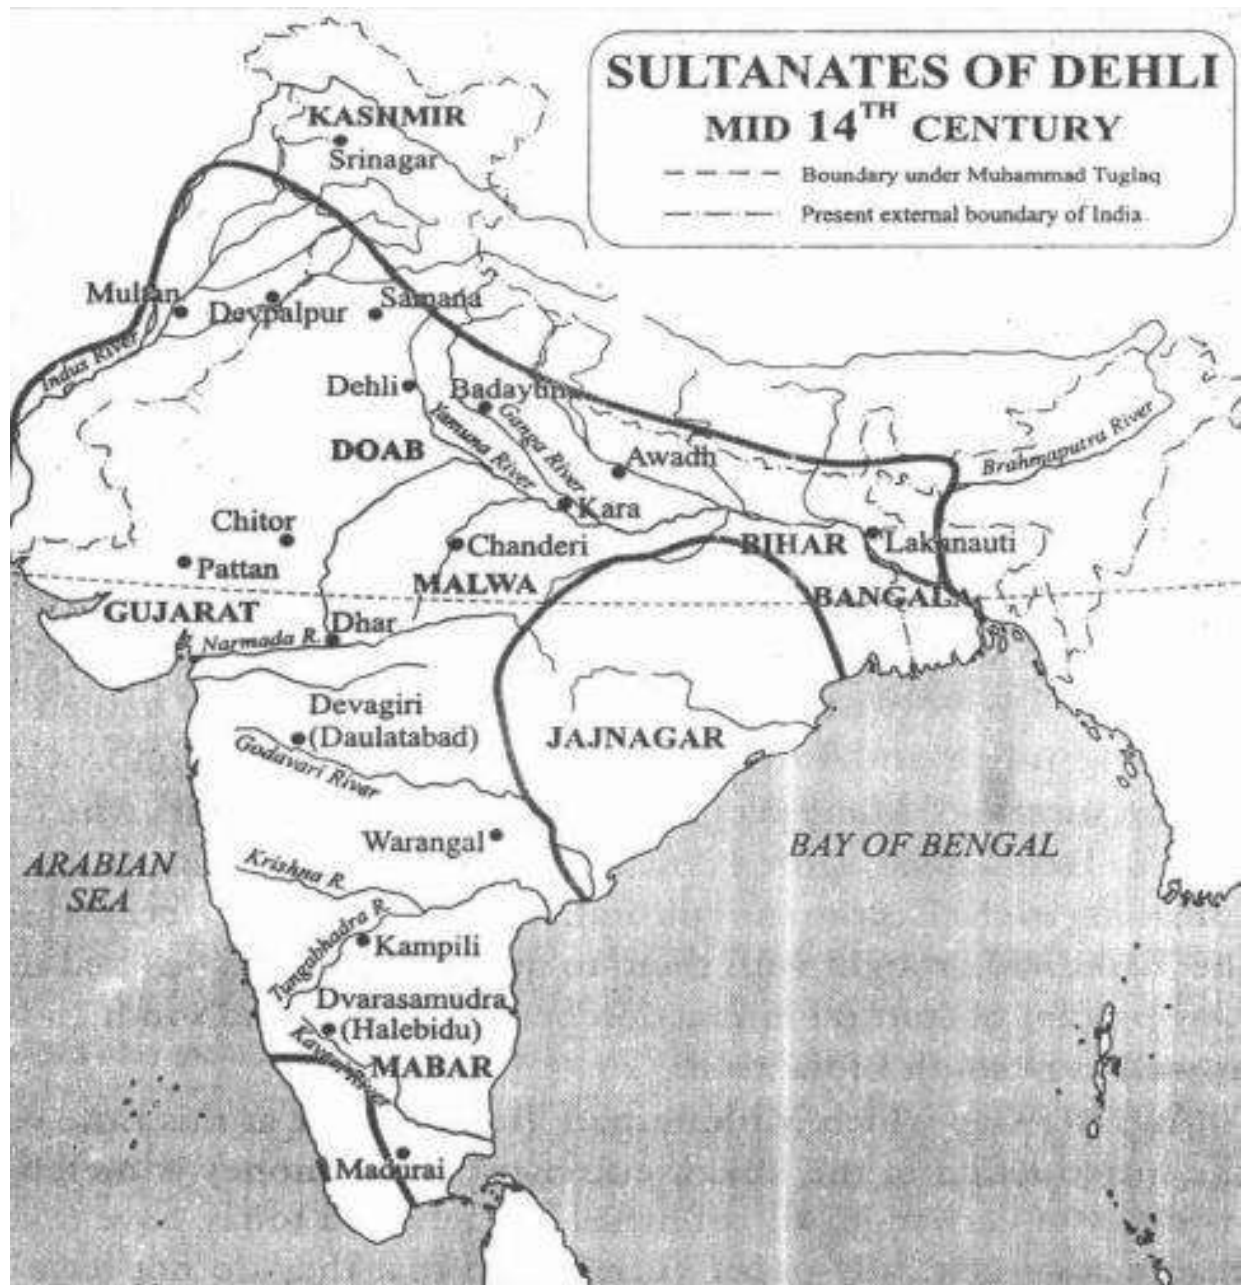 SULTANATES OF DEHLI
MID 14TH CENTURY
Boundary under Muhammad Tuglaq
Present external boundary of India
KASHMIR
Srinagar
Multan
Devpalpur
Samana
Indus River
Dehli
Badayun
Yamuna River
Ganga River
DOAB
Awadh
Brahmaputra River
Kara
Chitor
Chanderi
BIHAR
Lakanauti
Pattan
MALWA
BANGALA
GUJARAT
Dhar
Narmada R.
Devagiri
(Daulatabad)
JAJNAGAR
Godavari Rivar
Warangal
ARABIAN
SEA
BAY OF BENGAL
Krishna R.
Tungabhadra R.
Kampili
Dvarasamudra
(Halebidu)
MABAR
Madurai